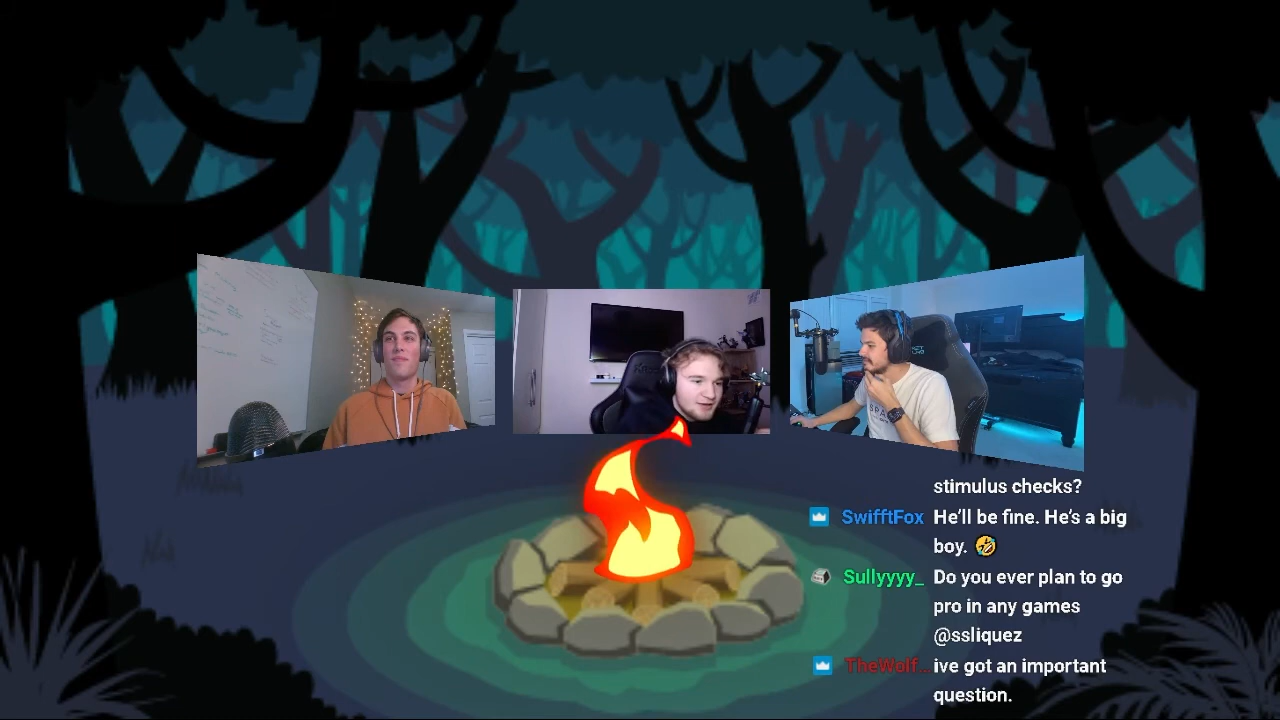 stimulus checks?
SwifftFox He'll be fine. He's a big
boy. 🤣
Sullyyyy_ Do you ever plan to go
pro in any games
@ssliquez
TheWolf... ive got an important
question.